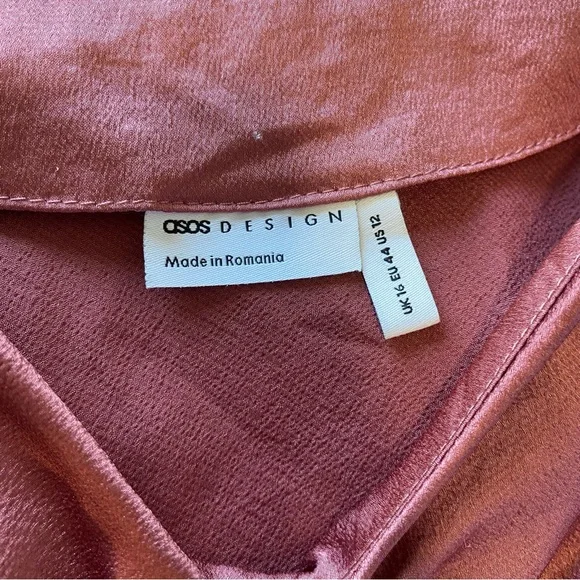 asos DESIGN
Made in Romania
UK 16 EU 44 US 12